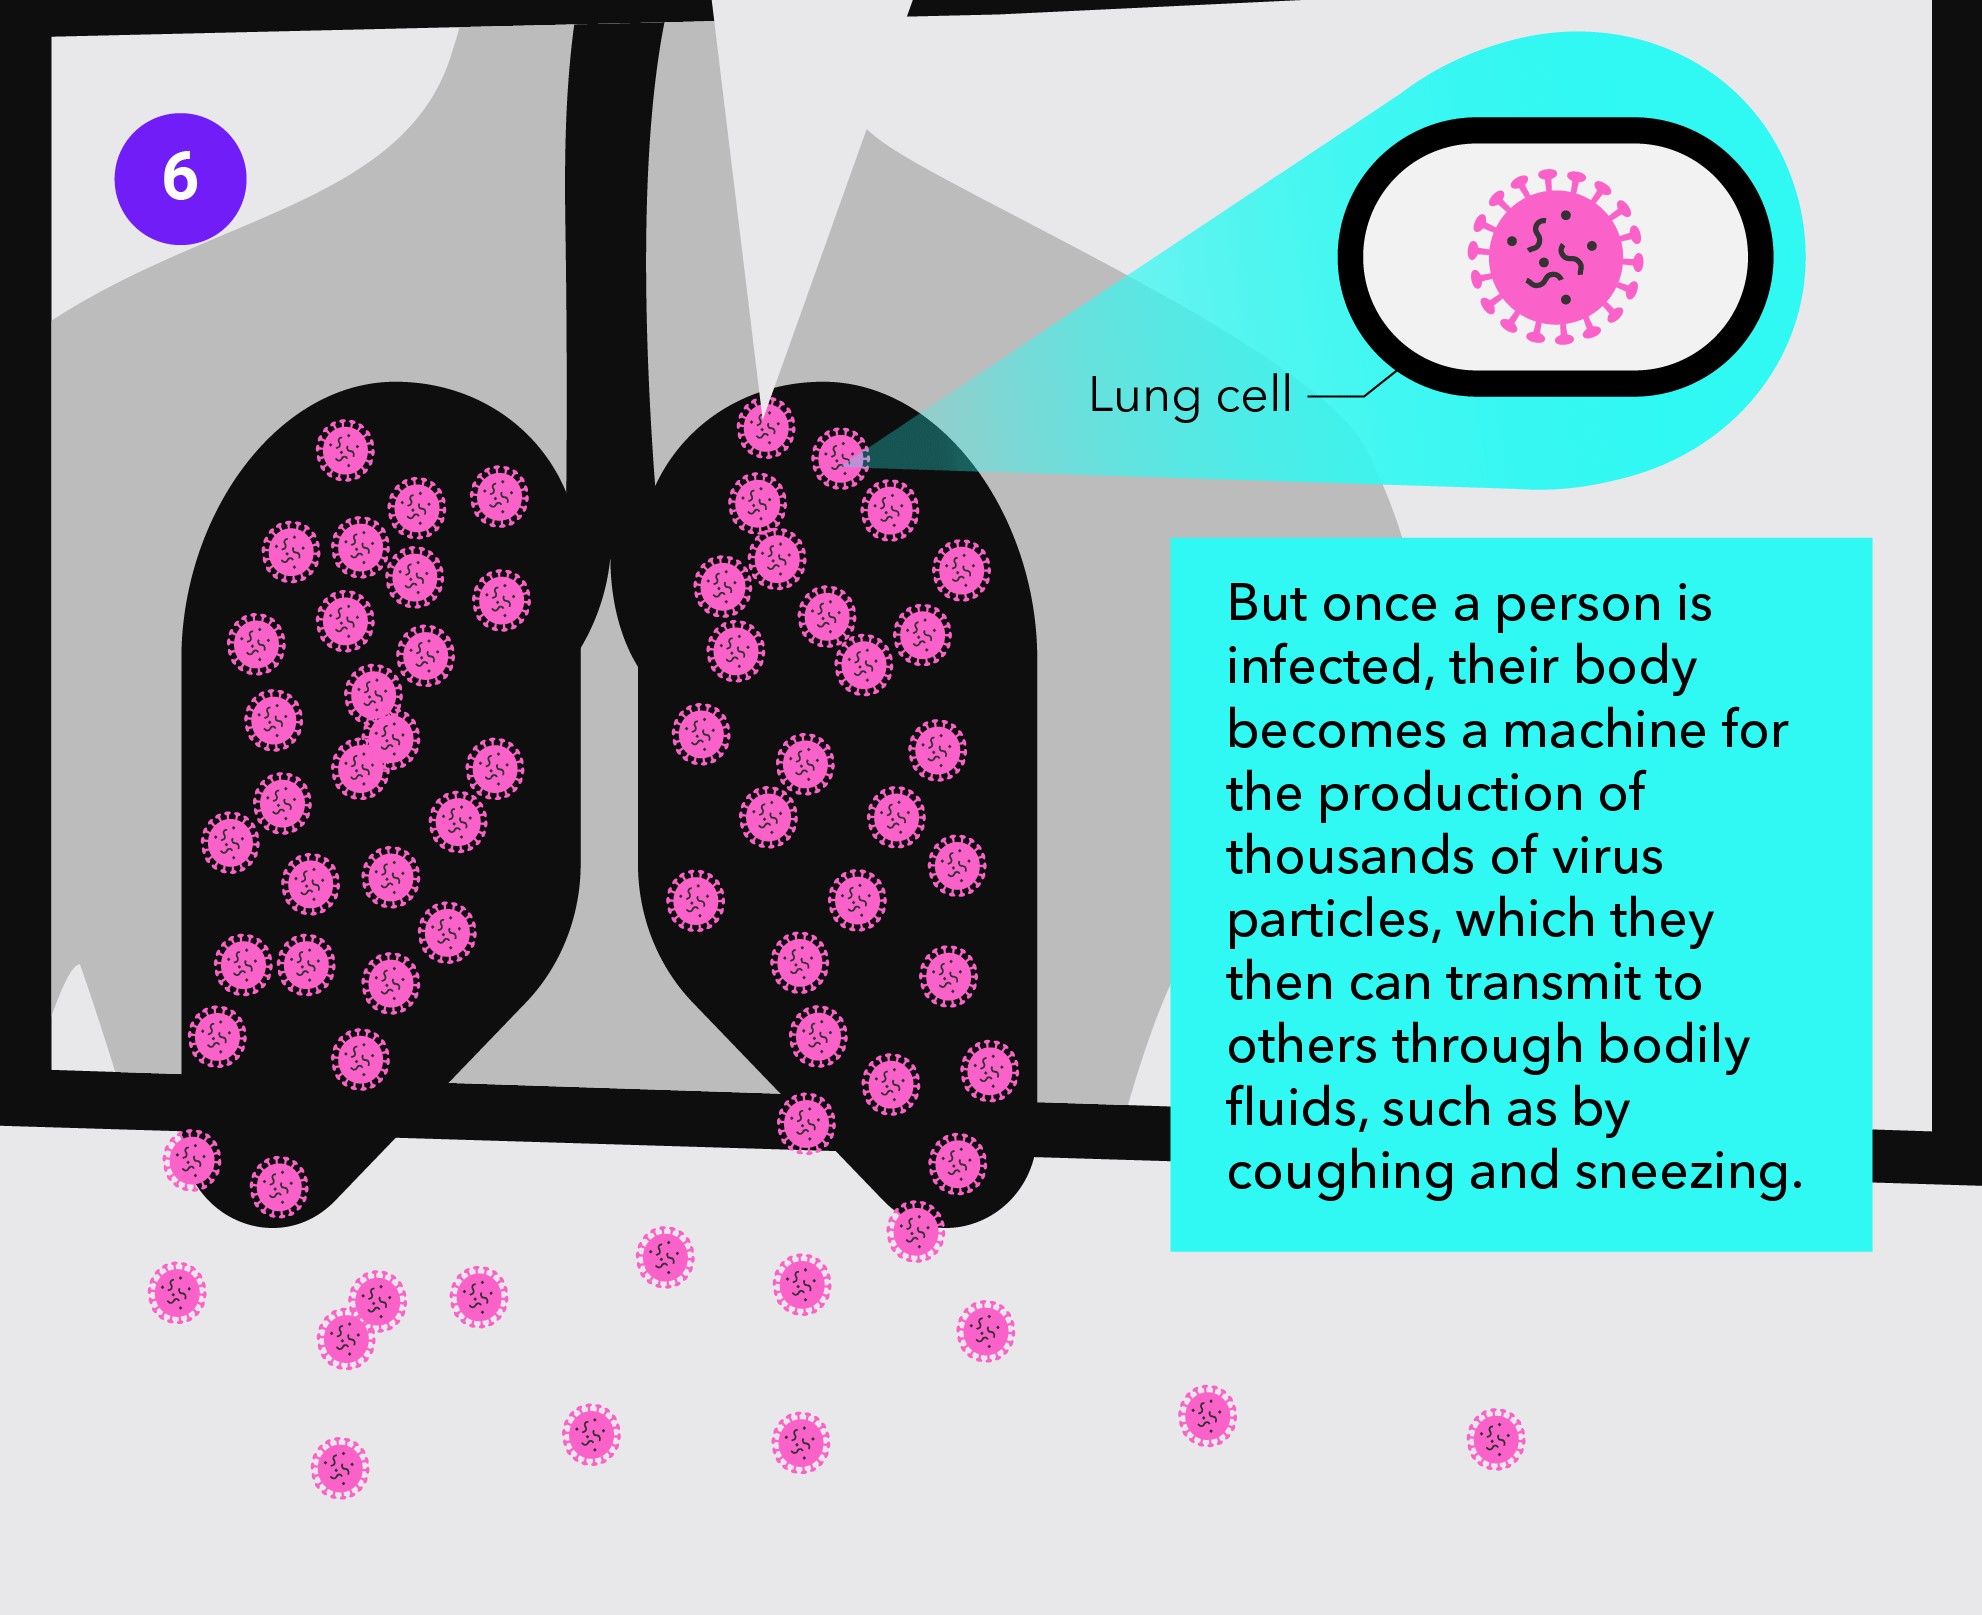 6
Lung cell
But once a person is
infected, their body
becomes a machine for
the production of
thousands of virus
particles, which they
then can transmit to
others through bodily
fluids, such as by
coughing and sneezing.